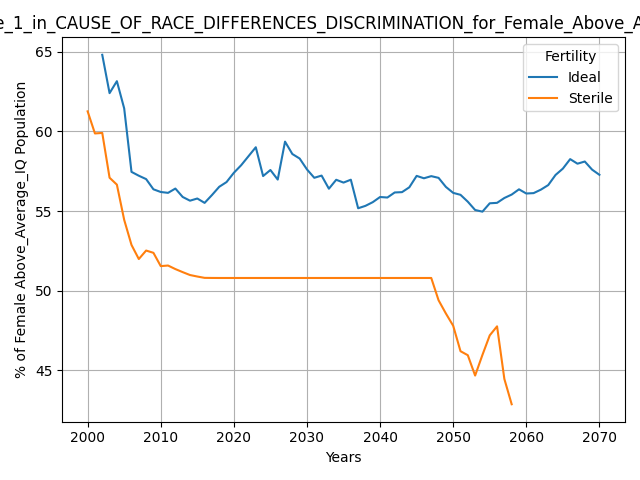 e_1_in_CAUSE_OF_RACE_DIFFERENCES_DISCRIMINATION_for_Female_Above_A
Fertility
Ideal
Sterile
% of Female Above_Average_IQ Population
65
60
55
50
45
2000 2010 2020 2030 2040 2050 2060 2070
Years